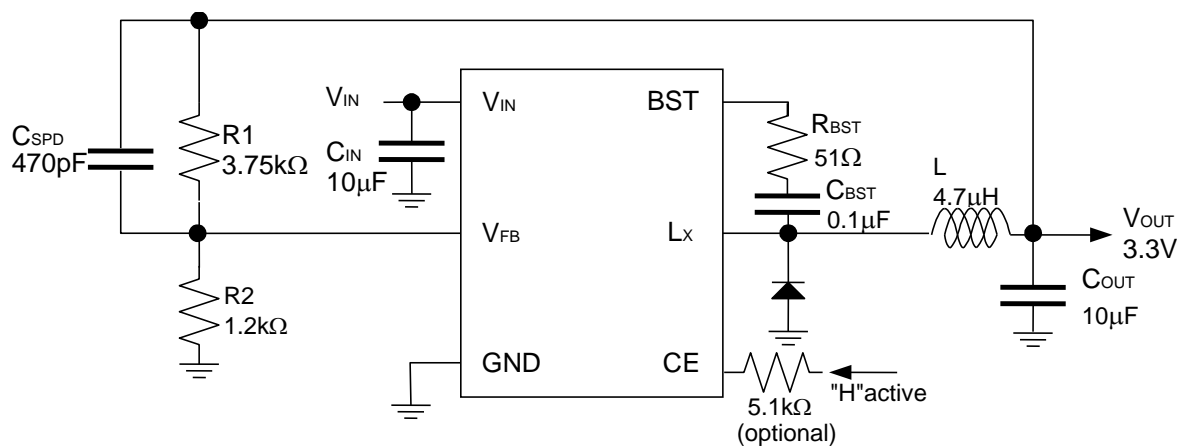 CSPD
470pF
R1
3.75kΩ
R2
1.2kΩ
VIN
CIN
10μF
VIN
BST
VFB
LX
GND
CE
RBST
51Ω
CBST
0.1μF
L
4.7μH
VOUT
3.3V
COUT
10μF
5.1kΩ
(optional)
"H"active